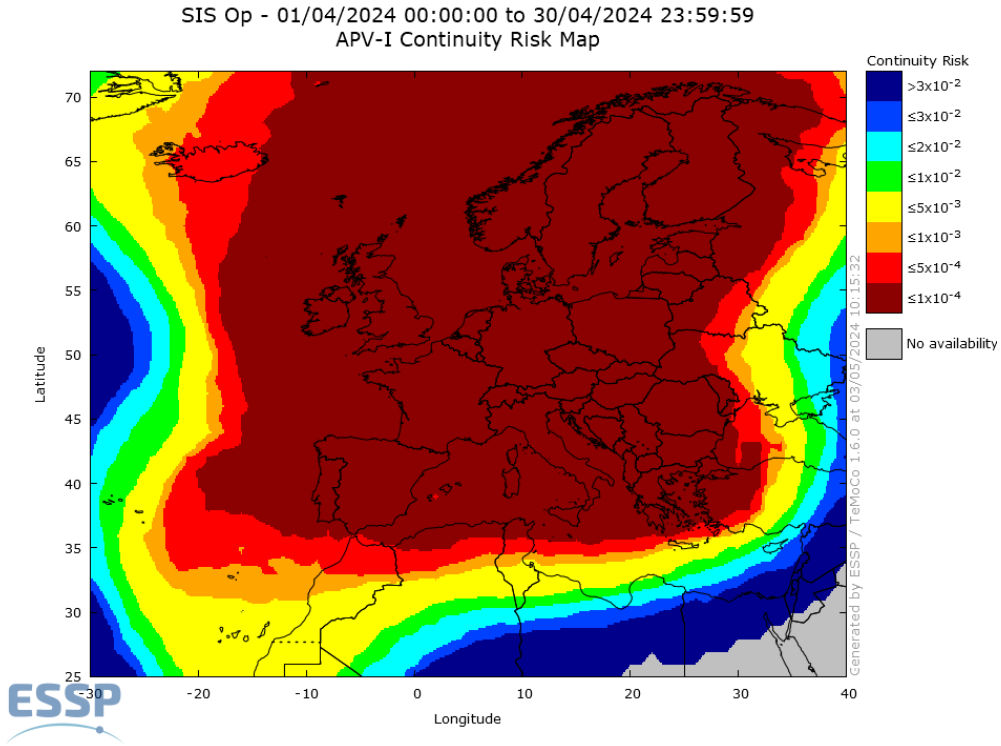 SIS Op - 01/04/2024 00:00:00 to 30/04/2024 23:59:59
APV-I Continuity Risk Map
Continuity Risk
>3x10-2
≤3x10-2
≤2x10-2
≤1x10-2
≤5x10-3
≤1x10-3
≤5x10-4
≤1x10-4
No availability
Latitude
70
65
60
55
50
45
40
35
30
25
-30
-20
-10
0
10
20
30
40
Longitude
Generated by ESSP / TeMoCo 1.6.0 at 03/05/2024 10:15:32
ESSP